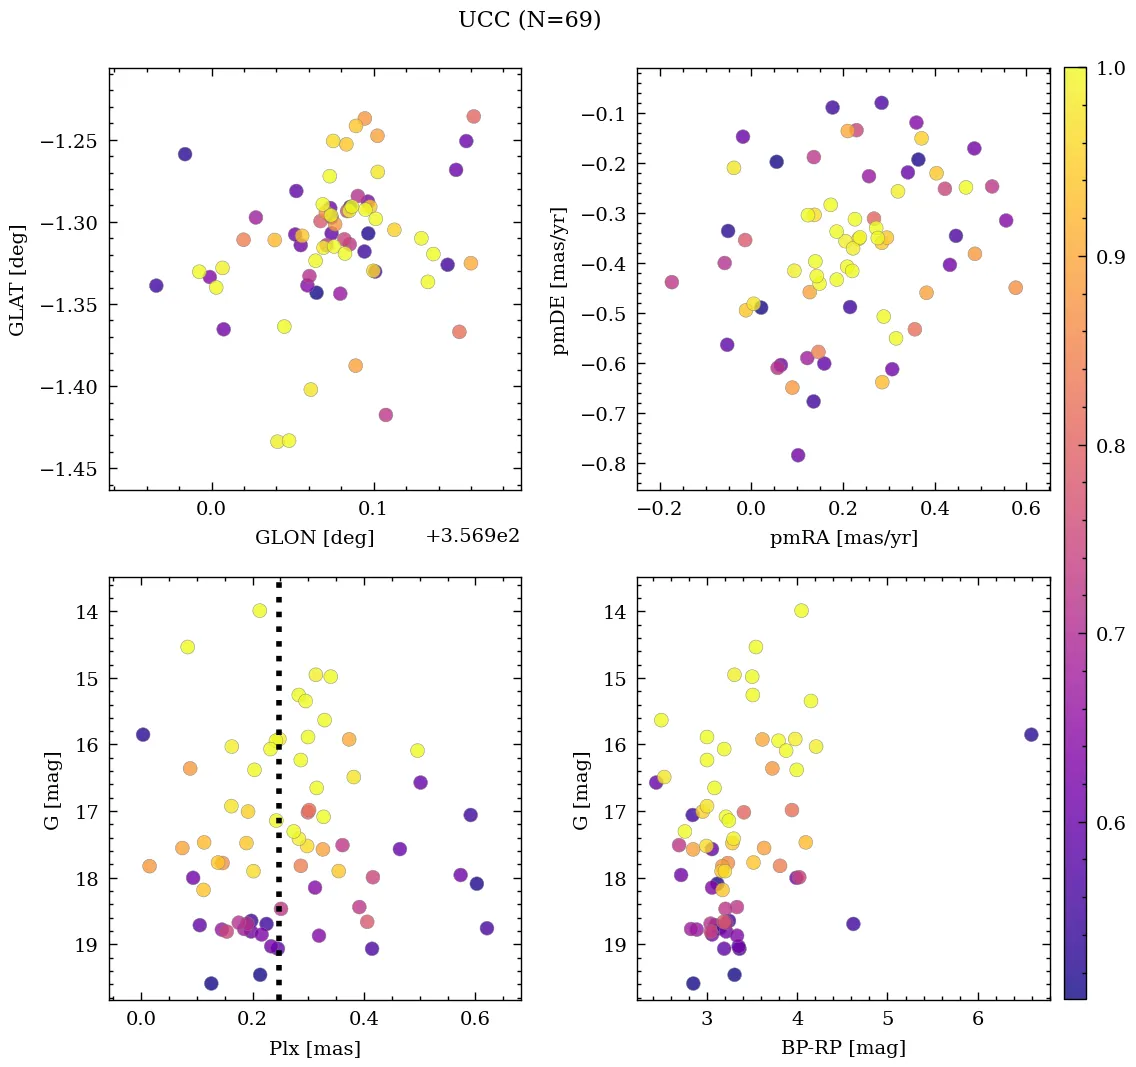 UCC (N=69)
−1.25
−1.30
−1.35
−1.40
−1.45
GLAT [deg]
0.0 0.1
GLON [deg]
+3.569e2
−0.1
−0.2
−0.3
−0.4
−0.5
−0.6
−0.7
−0.8
pmDE [mas/yr]
−0.2 0.0 0.2 0.4 0.6
pmRA [mas/yr]
14
15
16
17
18
19
G [mag]
0.0 0.2 0.4 0.6
Plx [mas]
14
15
16
17
18
19
G [mag]
3 4 5 6
BP-RP [mag]
1.0
0.9
0.8
0.7
0.6